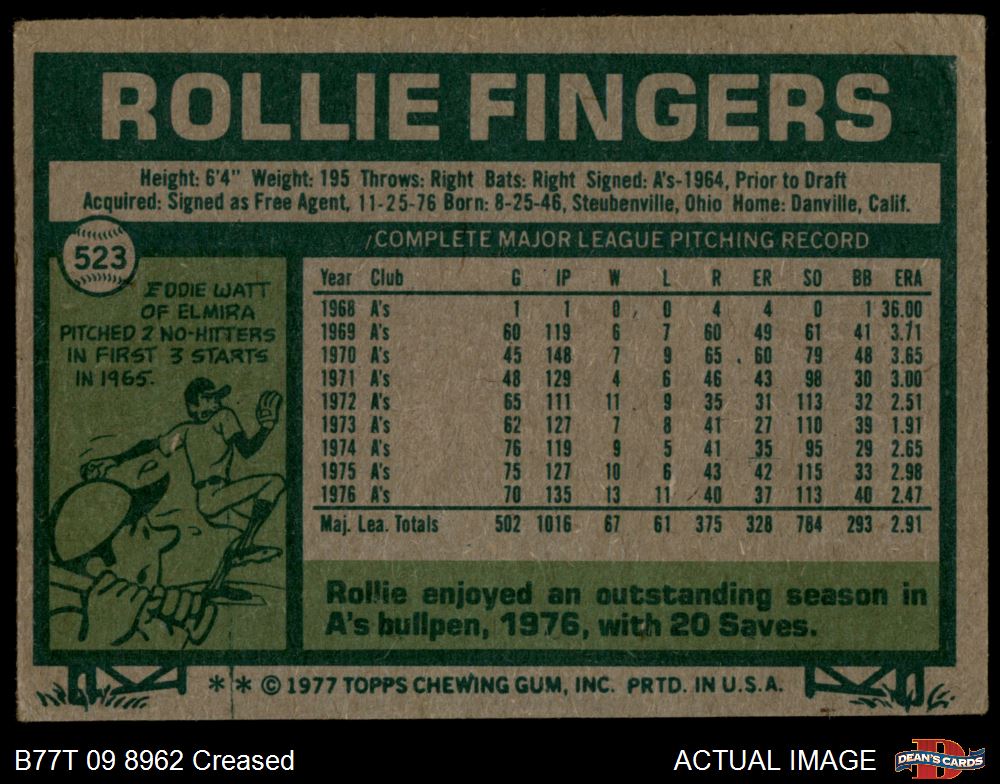 ROLLIE FINGERS
Height: 6'4" Weight: 195 Throws: Right Bats: Right Signed: A's-1964, Prior to Draft
Acquired: Signed as Free Agent, 11-25-76 Born: 8-25-46, Steubenville, Ohio Home: Danville, Calif.
523
COMPLETE MAJOR LEAGUE PITCHING RECORD
EDDIE WATT
OF ELMIRA
PITCHED 2 NO-HITTERS
IN FIRST 3 STARTS
IN 1965.
Year Club G IP W L R ER SO BB ERA
1968 A's 1 1 0 0 4 4 0 1 36.00
1969 A's 60 119 6 7 60 49 61 41 3.71
1970 A's 45 148 7 9 65 60 79 48 3.65
1971 A's 48 129 4 6 46 43 98 30 3.00
1972 A's 65 111 11 9 35 31 113 32 2.51
1973 A's 62 127 7 8 41 27 110 39 1.91
1974 A's 76 119 9 5 41 35 95 29 2.65
1975 A's 75 127 10 6 43 42 115 33 2.98
1976 A's 70 135 13 11 40 37 113 40 2.47
Maj. Lea. Totals 502 1016 67 61 375 328 784 293 2.91
Rollie enjoyed an outstanding season in
A's bullpen, 1976, with 20 Saves.
* * © 1977 TOPPS CHEWING GUM, INC. PRTD. IN U.S.A.
B77T 09 8962 Creased
ACTUAL IMAGE
DEAN'S CARDS